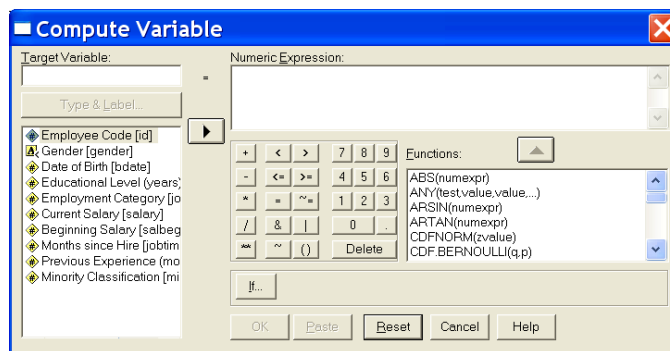 Compute Variable
Target Variable:
=
Numeric Expression:
Type & Label...
Employee Code [id]
Gender [gender]
Date of Birth [bdate]
Educational Level (years)
Employment Category [jo
Current Salary [salary]
Beginning Salary [salbeg
Months since Hire [jobtim
Previous Experience (mo
Minority Classification [mi
+ < > 7 8 9
- <= >= 4 5 6
* = ~= 1 2 3
/ & | 0 .
** ~ () Delete
Functions:
ABS(numexpr)
ANY(test,value,value,...)
ARSIN(numexpr)
ARTAN(numexpr)
CDFNORM(zvalue)
CDF.BERNOULLI(q,p)
If...
OK Paste Reset Cancel Help